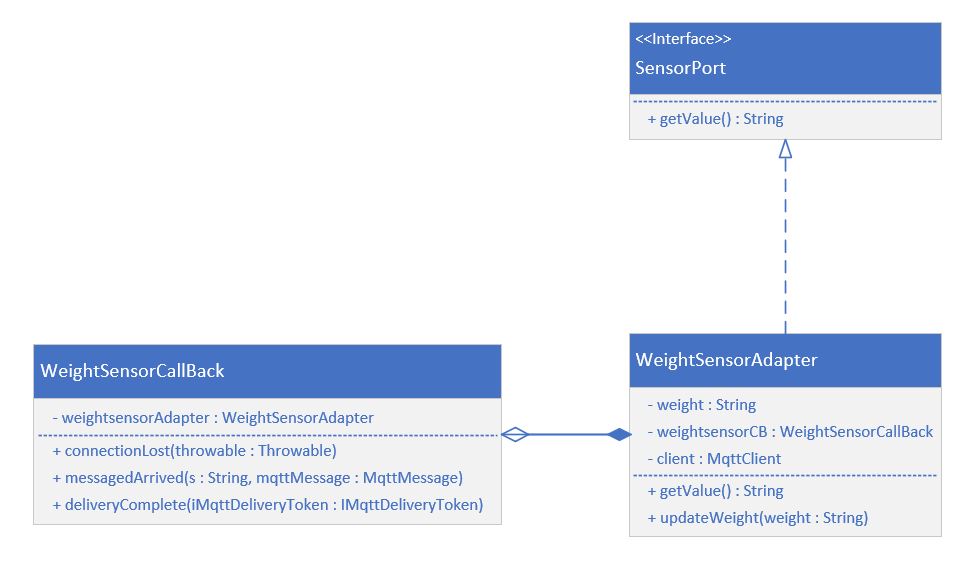 <<Interface>>
SensorPort
+ getValue() : String
WeightSensorCallBack
- weightsensorAdapter : WeightSensorAdapter
+ connectionLost(throwable : Throwable)
+ messagedArrived(s : String, mqttMessage : MqttMessage)
+ deliveryComplete(iMqttDeliveryToken : IMqttDeliveryToken)
WeightSensorAdapter
- weight : String
- weightsensorCB : WeightSensorCallBack
- client : MqttClient
+ getValue() : String
+ updateWeight(weight : String)